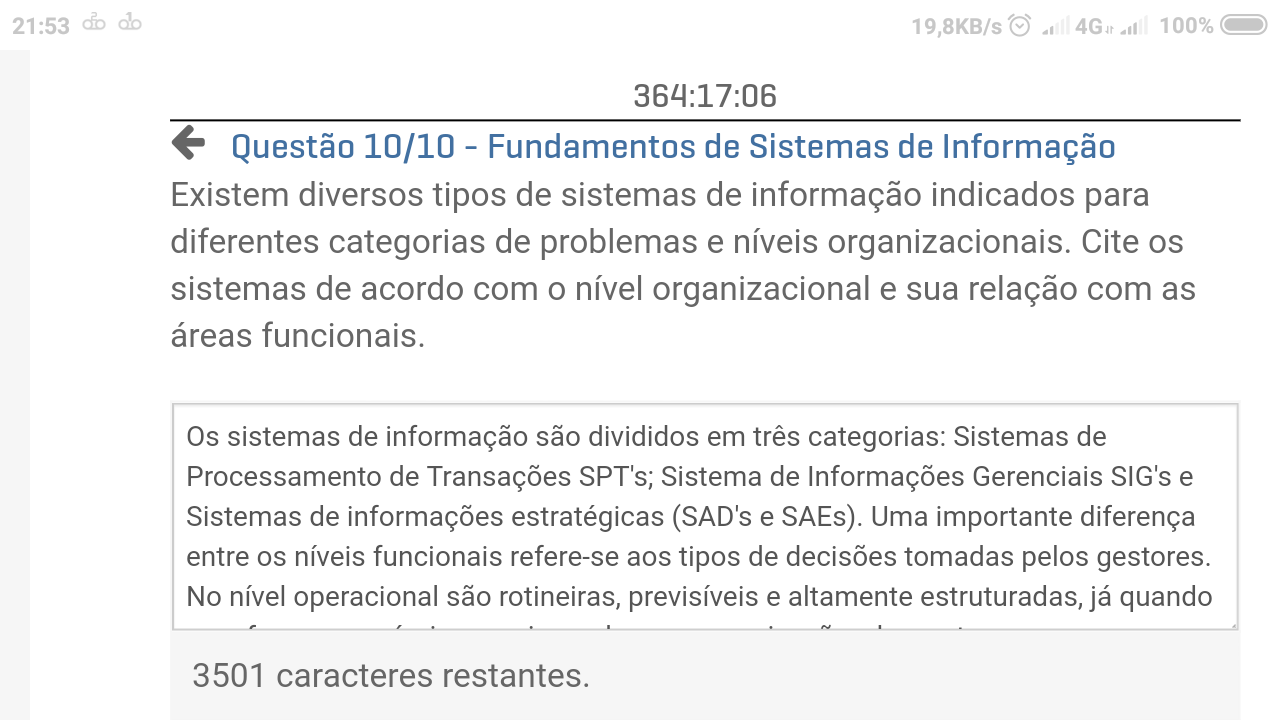 21:53 19,8KB/s 4G 100%
364:17:06
Questão 10/10 - Fundamentos de Sistemas de Informação
Existem diversos tipos de sistemas de informação indicados para
diferentes categorias de problemas e níveis organizacionais. Cite os
sistemas de acordo com o nível organizacional e sua relação com as
áreas funcionais.
Os sistemas de informação são divididos em três categorias: Sistemas de
Processamento de Transações SPT's; Sistema de Informações Gerenciais SIG's e
Sistemas de informações estratégicas (SAD's e SAEs). Uma importante diferença
entre os níveis funcionais refere-se aos tipos de decisões tomadas pelos gestores.
No nível operacional são rotineiras, previsíveis e altamente estruturadas, já quando
3501 caracteres restantes.